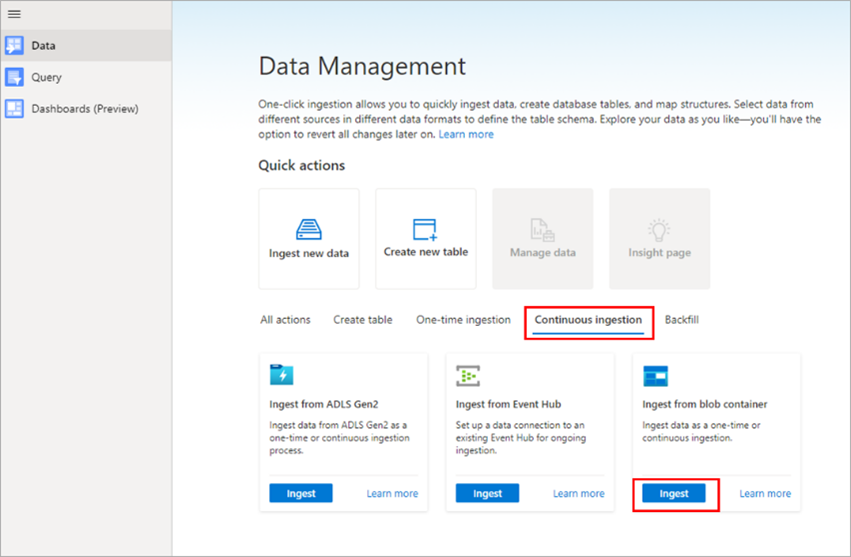 Data
Query
Dashboards (Preview)
Data Management
One-click ingestion allows you to quickly ingest data, create database tables, and map structures. Select data from
different sources in different data formats to define the table schema. Explore your data as you like—you'll have the
option to revert all changes later on. Learn more
Quick actions
Ingest new data
Create new table
Manage data
Insight page
All actions
Create table
One-time ingestion
Continuous ingestion
Backfill
Ingest from ADLS Gen2
Ingest data from ADLS Gen2 as a
one-time or continuous ingestion
process.
Ingest
Learn more
Ingest from Event Hub
Set up a data connection to an
existing Event Hub for ongoing
ingestion.
Ingest
Learn more
Ingest from blob container
Ingest data as a one-time or
continuous ingestion.
Ingest
Learn more